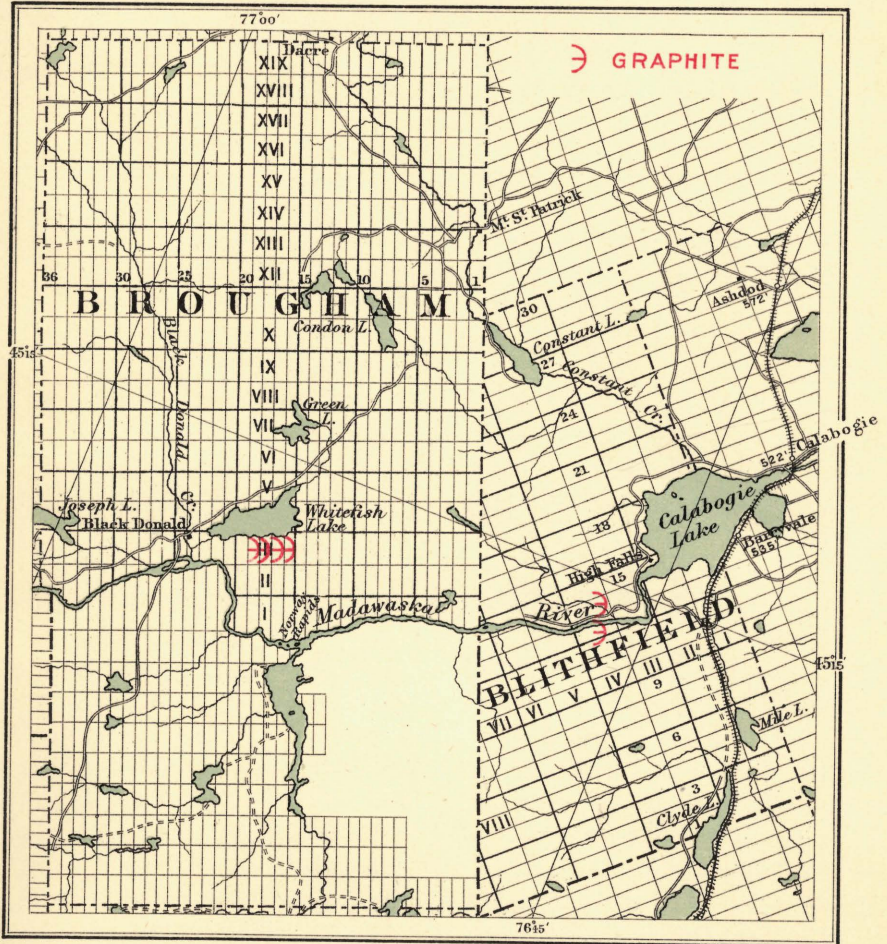 77°00′
Dacre
GRAPHITE
XIX
XVIII
XVII
XVI
XV
XIV
XIII
XII
Mt. St. Patrick
36 30 25 20 15 10 5 1
BROUGHAM
Condon L.
Ashdod
572′
30
Constant L.
27
Constant Cr.
X
IX
VIII
VII
VI
V
45°15′
Black Donald Cr.
Green
L.
24
21
18
15
522′
Calabogie
Joseph L.
Black Donald
Whitefish
Lake
Calabogie
Lake
Barryvale
535′
High Falls
III
II
I
Norway
Rapids
Madawaska
River
BLITHFIELD
45°15′
VIII
VII VI V IV III II I
9
6
3
1
Mile L.
Clyde L.
76°45′